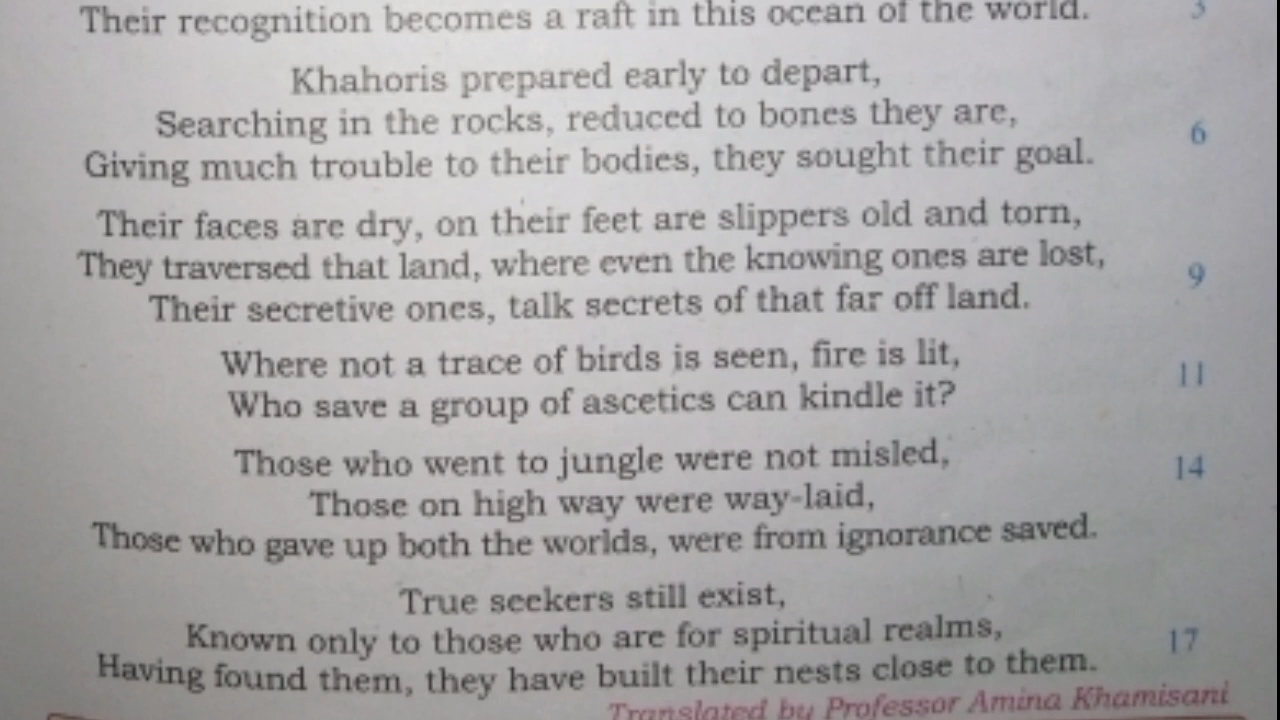 Their recognition becomes a raft in this ocean of the world. 3
Khahoris prepared early to depart,
Searching in the rocks, reduced to bones they are, 6
Giving much trouble to their bodies, they sought their goal.
Their faces are dry, on their feet are slippers old and torn,
They traversed that land, where even the knowing ones are lost, 9
Their secretive ones, talk secrets of that far off land.
Where not a trace of birds is seen, fire is lit, 11
Who save a group of ascetics can kindle it?
Those who went to jungle were not misled, 14
Those on high way were way-laid,
Those who gave up both the worlds, were from ignorance saved.
True seekers still exist,
Known only to those who are for spiritual realms, 17
Having found them, they have built their nests close to them.
Translated by Professor Amina Khamisani